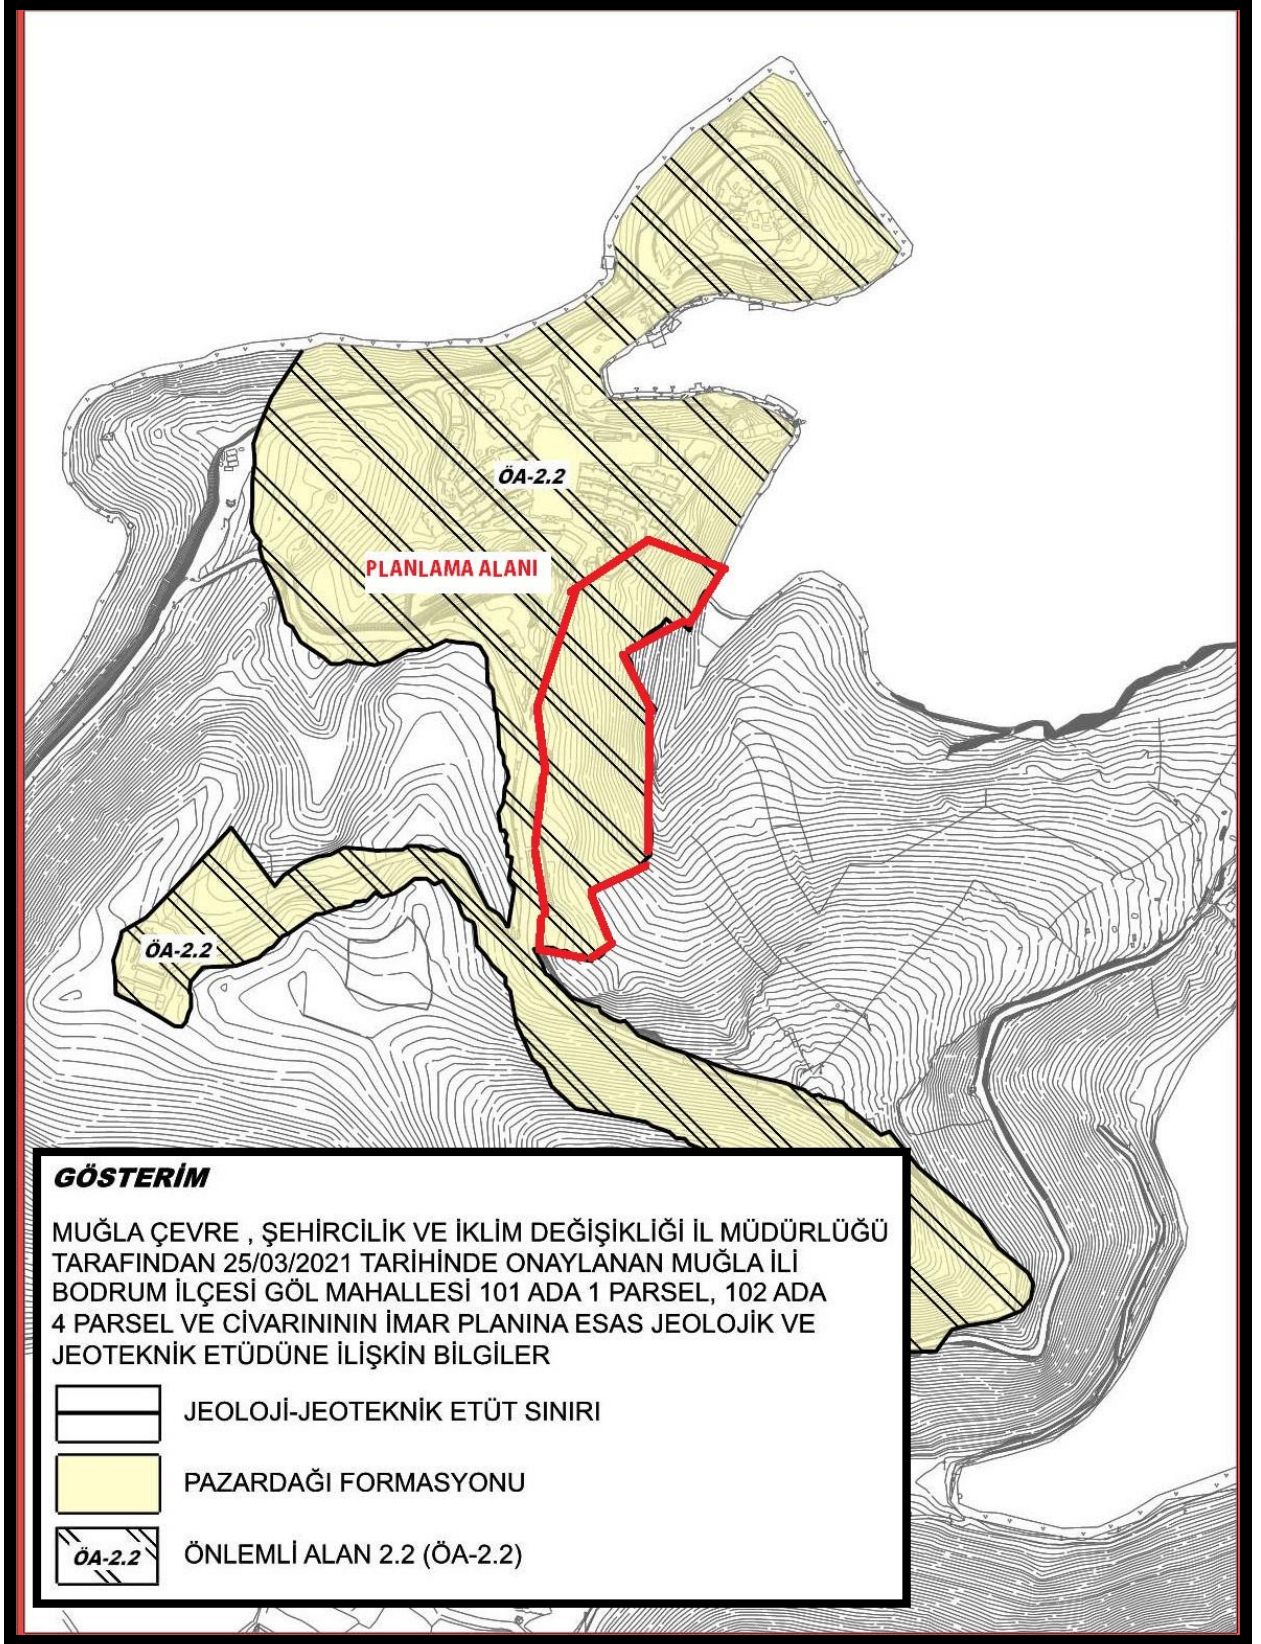 ÖA-2.2
PLANLAMA ALANI
ÖA-2.2
GÖSTERİM
MUĞLA ÇEVRE , ŞEHİRCİLİK VE İKLİM DEĞİŞİKLİĞİ İL MÜDÜRLÜĞÜ
TARAFINDAN 25/03/2021 TARİHİNDE ONAYLANAN MUĞLA İLİ
BODRUM İLÇESİ GÖL MAHALLESİ 101 ADA 1 PARSEL, 102 ADA
4 PARSEL VE CİVARINININ İMAR PLANINA ESAS JEOLOJİK VE
JEOTEKNİK ETÜDÜNE İLİŞKİN BİLGİLER
JEOLOJİ-JEOTEKNİK ETÜT SINIRI
PAZARDAĞI FORMASYONU
ÖA-2.2 ÖNLEMLİ ALAN 2.2 (ÖA-2.2)